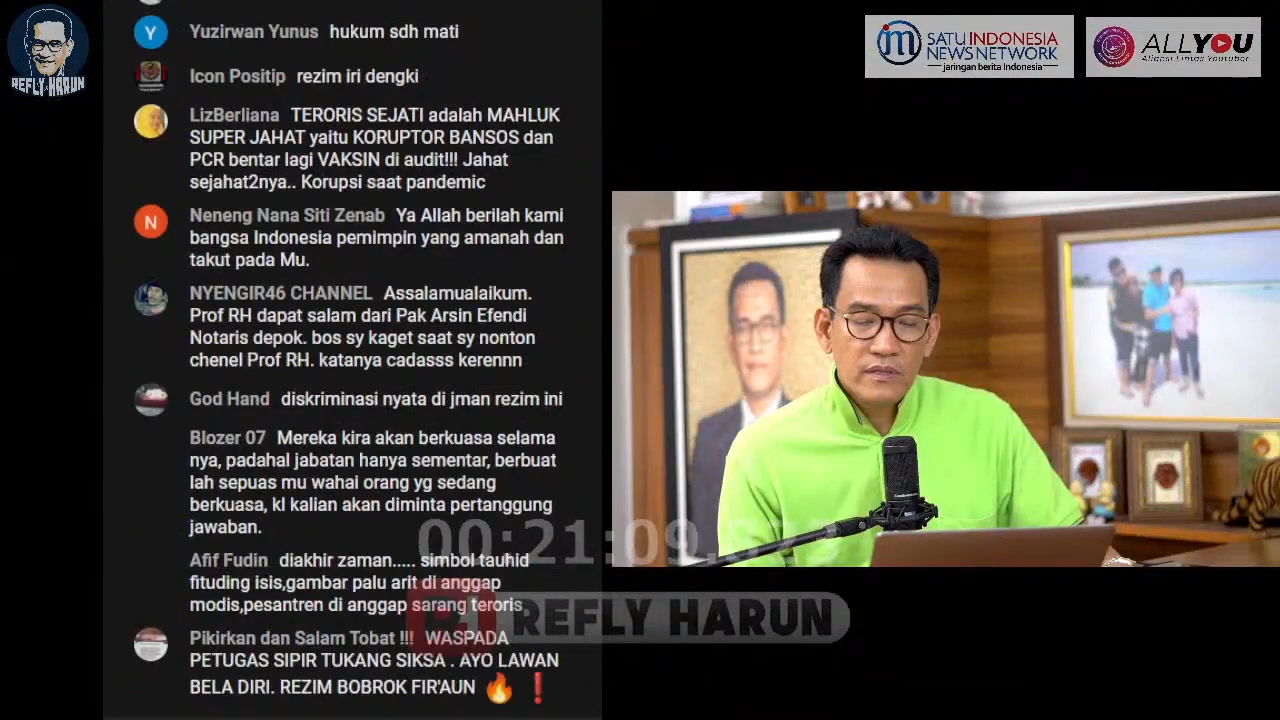 REFLY HARUN
SATU INDONESIA
NEWS NETWORK
jaringan berita Indonesia
ALLYOU
Aliansi Lintas Youtuber
Yuzirwan Yunus hukum sdh mati
Icon Positip rezim iri dengki
LizBerliana TERORIS SEJATI adalah MAHLUK
SUPER JAHAT yaitu KORUPTOR BANSOS dan
PCR bentar lagi VAKSIN di audit!!! Jahat
sejahat2nya.. Korupsi saat pandemic
Neneng Nana Siti Zenab Ya Allah berilah kami
bangsa Indonesia pemimpin yang amanah dan
takut pada Mu.
NYENGIR46 CHANNEL Assalamualaikum.
Prof RH dapat salam dari Pak Arsin Efendi
Notaris depok. bos sy kaget saat sy nonton
chenel Prof RH. katanya cadasss kerennn
God Hand diskriminasi nyata di jman rezim ini
Blozer 07 Mereka kira akan berkuasa selama
nya, padahal jabatan hanya sementar, berbuat
lah sepuas mu wahai orang yg sedang
berkuasa, kl kalian akan diminta pertanggung
jawaban.
00:21:09.673
Afif Fudin diakhir zaman..... simbol tauhid
fituding isis,gambar palu arit di anggap
modis,pesantren di anggap sarang teroris
REFLY HARUN
Pikirkan dan Salam Tobat !!! WASPADA
PETUGAS SIPIR TUKANG SIKSA . AYO LAWAN
BELA DIRI. REZIM BOBROK FIR'AUN 🔥 ❗